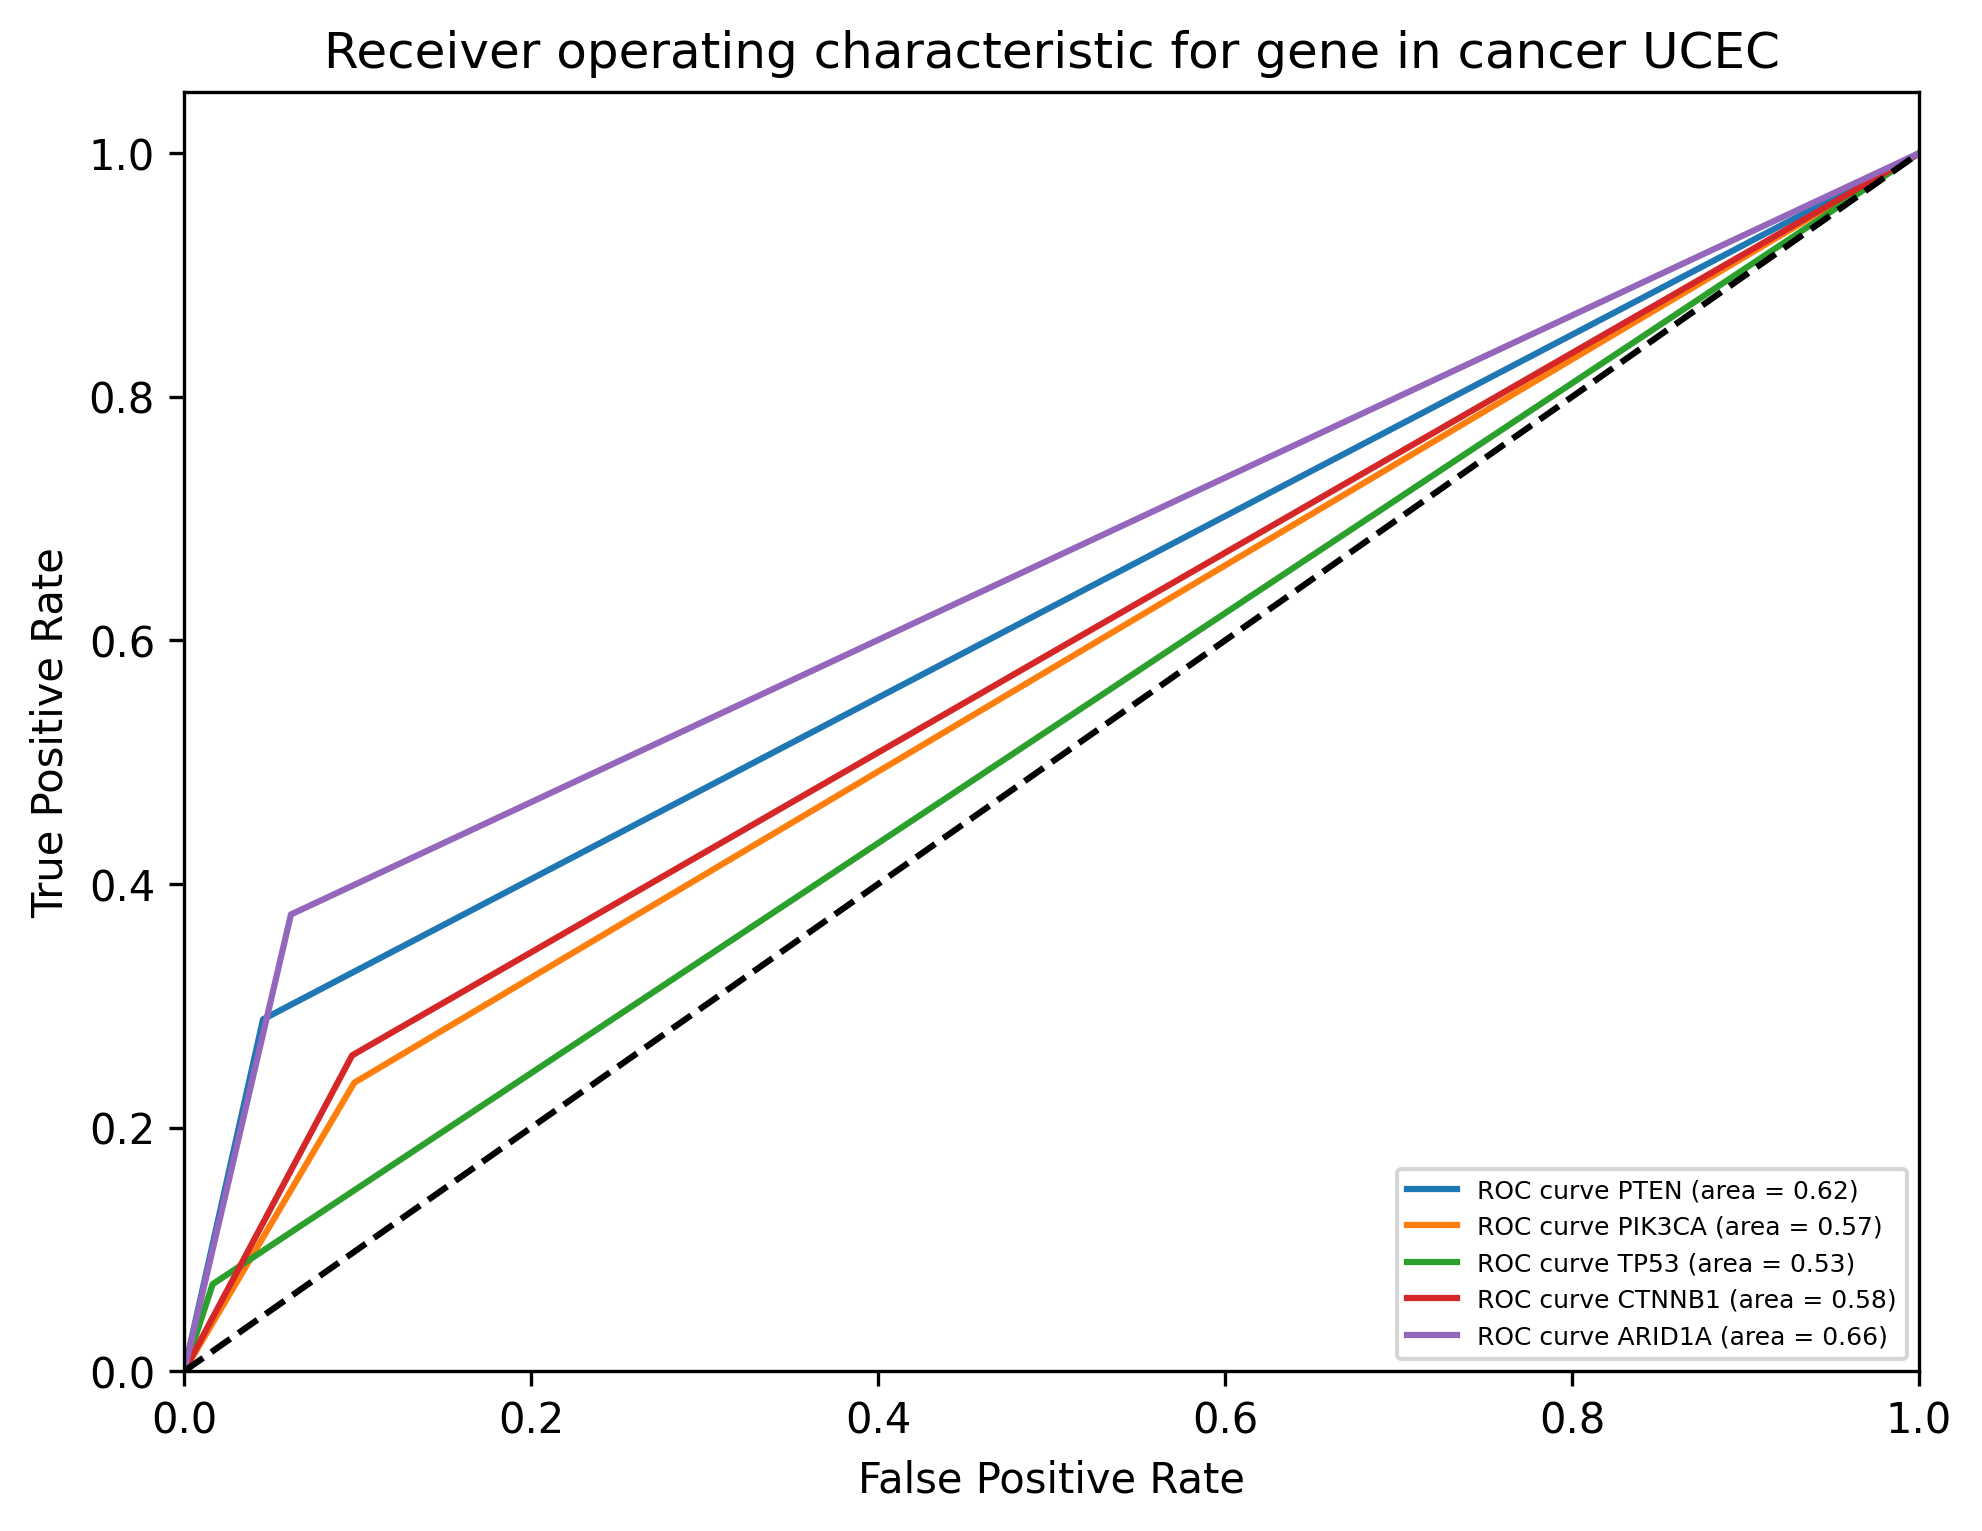 Receiver operating characteristic for gene in cancer UCEC
True Positive Rate
1.0
0.8
0.6
0.4
0.2
0.0
0.0 0.2 0.4 0.6 0.8 1.0
False Positive Rate
ROC curve PTEN (area = 0.62)
ROC curve PIK3CA (area = 0.57)
ROC curve TP53 (area = 0.53)
ROC curve CTNNB1 (area = 0.58)
ROC curve ARID1A (area = 0.66)